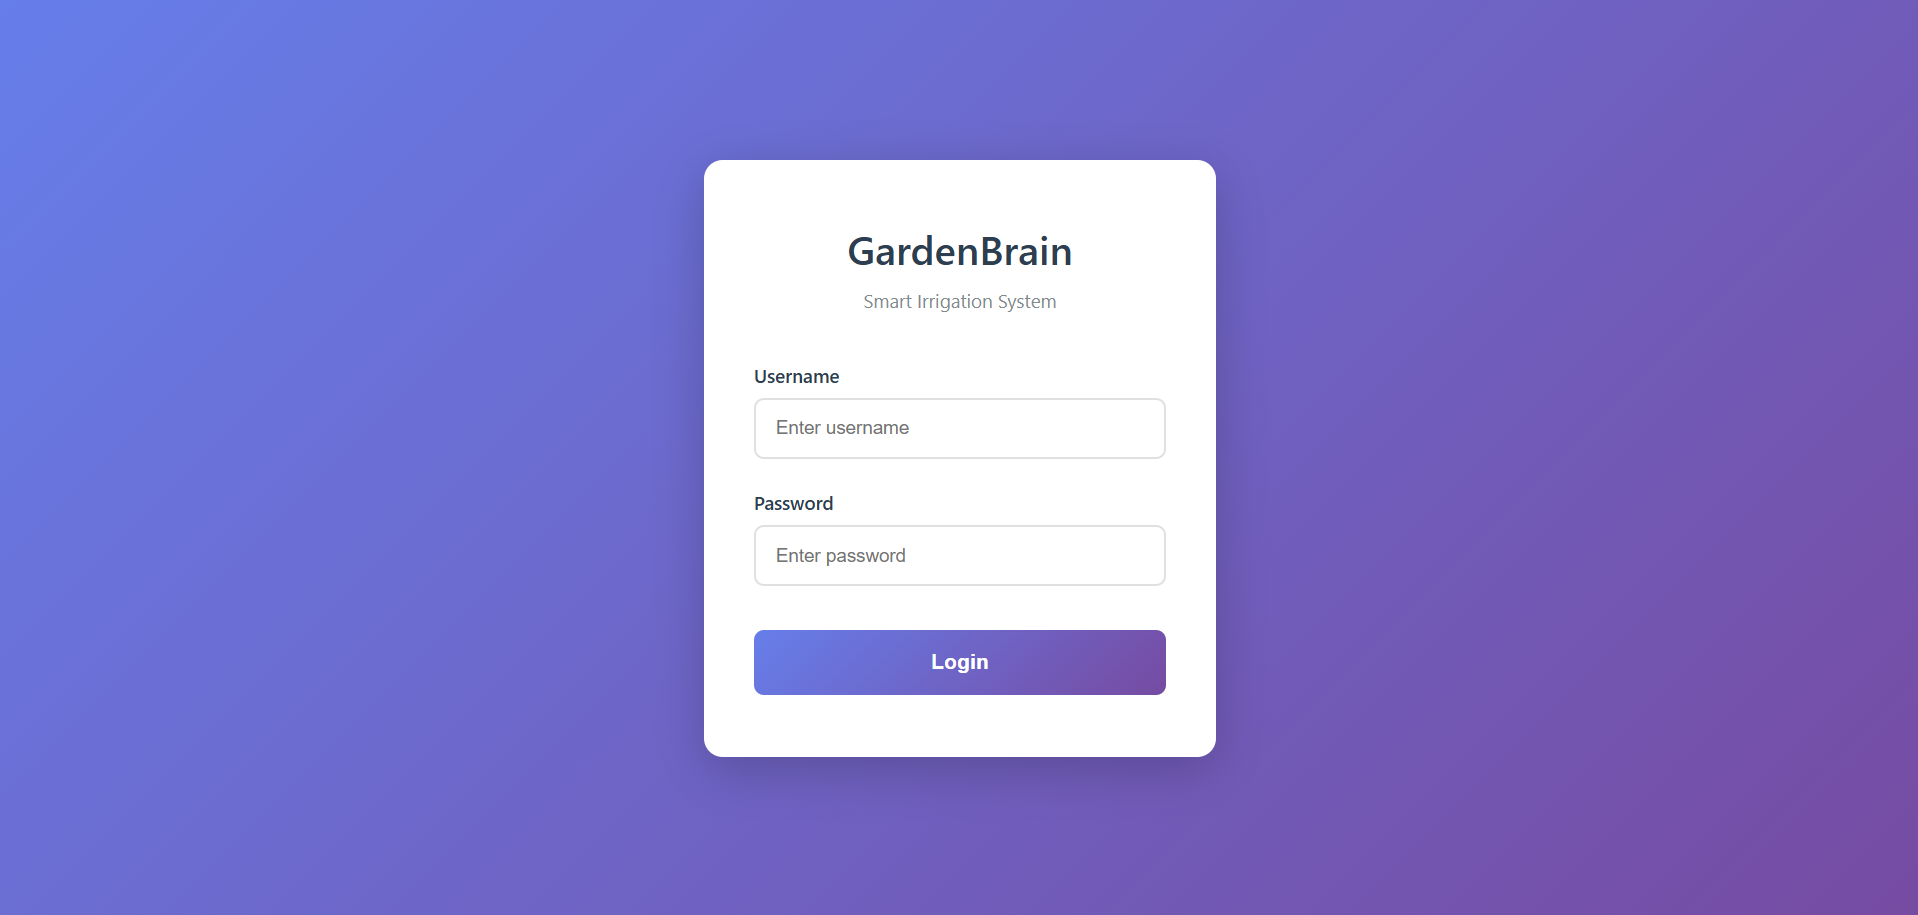 GardenBrain
Smart Irrigation System
Username
Enter username
Password
Enter password
Login